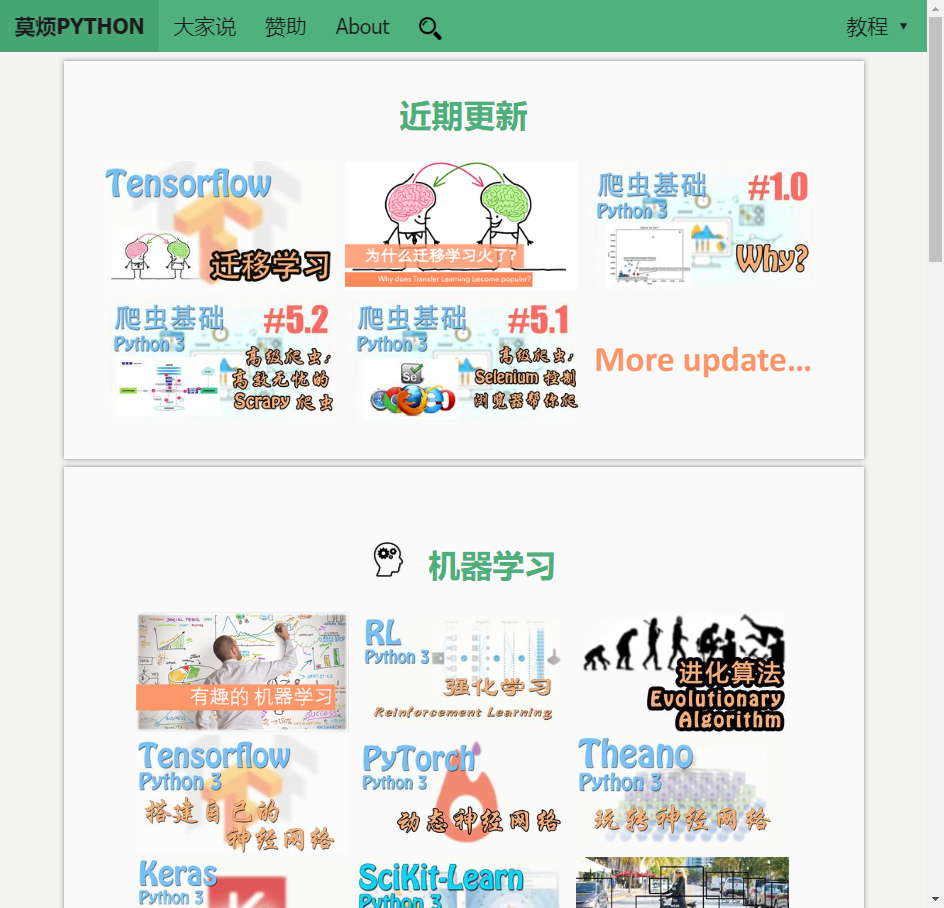 莫烦PYTHON 大家说 赞助 About 教程
近期更新
Tensorflow
迁移学习
为什么迁移学习火了?
Why does Transfer Learning become popular?
爬虫基础 #1.0
Python 3
Why?
爬虫基础 #5.2
Python 3
高级爬虫:
高效无忧的
Scrapy 爬虫
爬虫基础 #5.1
Python 3
高级爬虫:
Se
Selenium 控制
浏览器帮你爬
More update...
机器学习
有趣的 机器学习
RL
Python 3
强化学习
Reinforcement Learning
进化算法
Evolutionary
Algorithm
Tensorflow
Python 3
搭建自己的
神经网络
PyTorch
Python 3
动态神经网络
Theano
Python 3
玩转神经网络
Keras
Python 3
SciKit-Learn
Python 3